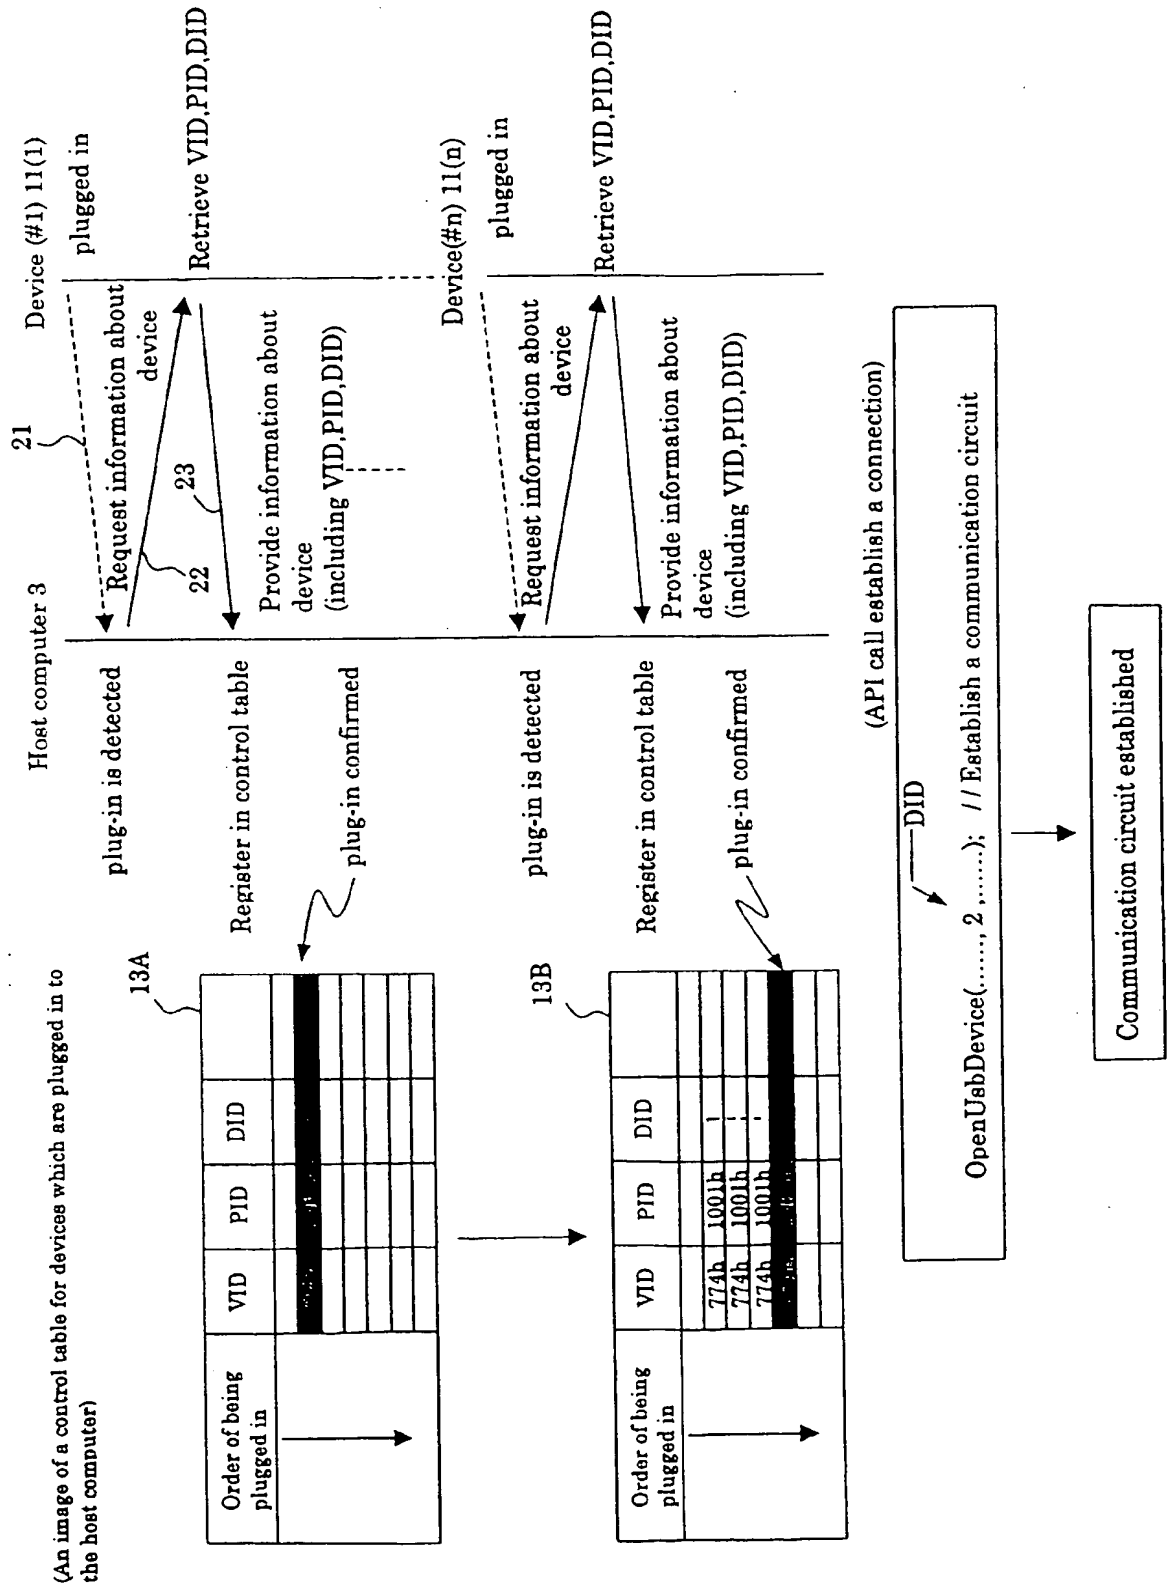 (An image of a control table for devices which are plugged in to
the host computer)
Host computer 3
Device (#1) 11(1)
21
plugged in
plug-in is detected
Request information about
device
22
Retrieve VID,PID,DID
23
Register in control table
Provide information about
device
(including VID,PID,DID)
plug-in confirmed
13A
Order of being
plugged in
VID
PID
DID
Device(#n) 11(n)
plugged in
plug-in is detected
Request information about
device
Retrieve VID,PID,DID
Register in control table
Provide information about
device
(including VID,PID,DID)
plug-in confirmed
13B
Order of being
plugged in
VID
PID
DID
774h 1001h
774h 1001h
774h 1001h
(API call establish a connection)
DID
OpenUsbDevice(......, 2 ,......); //Establish a communication circuit
Communication circuit established